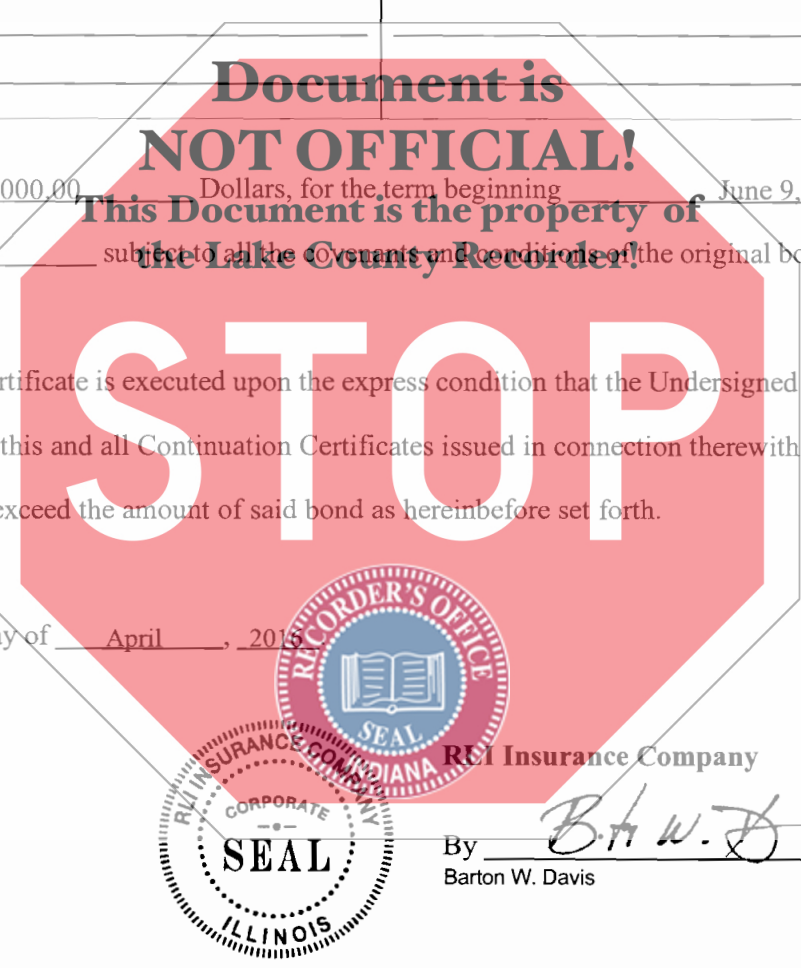 Document is
NOT OFFICIAL!
000.00 Dollars, for the term beginning June 9,
This Document is the property of
subject to all the covenants and conditions of the original bo
the Lake County Recorder!
STOP
rtificate is executed upon the express condition that the Undersigned
this and all Continuation Certificates issued in connection therewith
exceed the amount of said bond as hereinbefore set forth.
y of April , 2016 .
RECORDER'S OFFICE
SEAL
INDIANA
RLI Insurance Company
RLI INSURANCE COMPANY
CORPORATE
SEAL
ILLINOIS
By B. W. D
Barton W. Davis